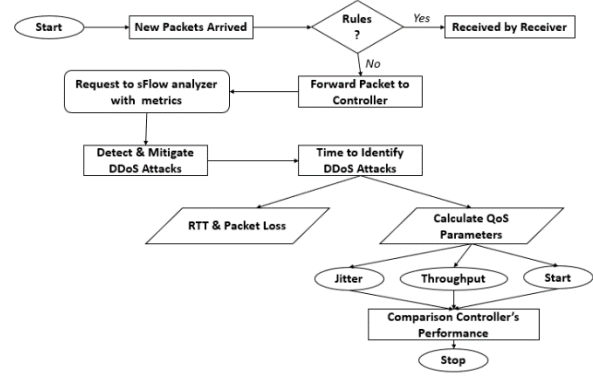 Start
New Packets Arrived
Rules
?
Yes
Received by Receiver
No
Request to sFlow analyzer
with metrics
Forward Packet to
Controller
Detect & Mitigate
DDoS Attacks
Time to Identify
DDoS Attacks
RTT & Packet Loss
Calculate QoS
Parameters
Jitter
Throughput
Start
Comparison Controller's
Performance
Stop